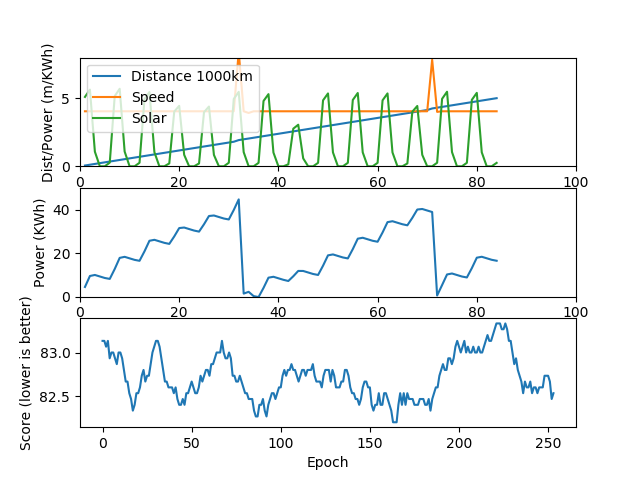 Dist/Power (m/KWh)
Distance 1000km
Speed
Solar
5
0
0 20 40 60 80 100
Power (KWh)
40
20
0
0 20 40 60 80 100
Score (lower is better)
83.0
82.5
0 50 100 150 200 250
Epoch